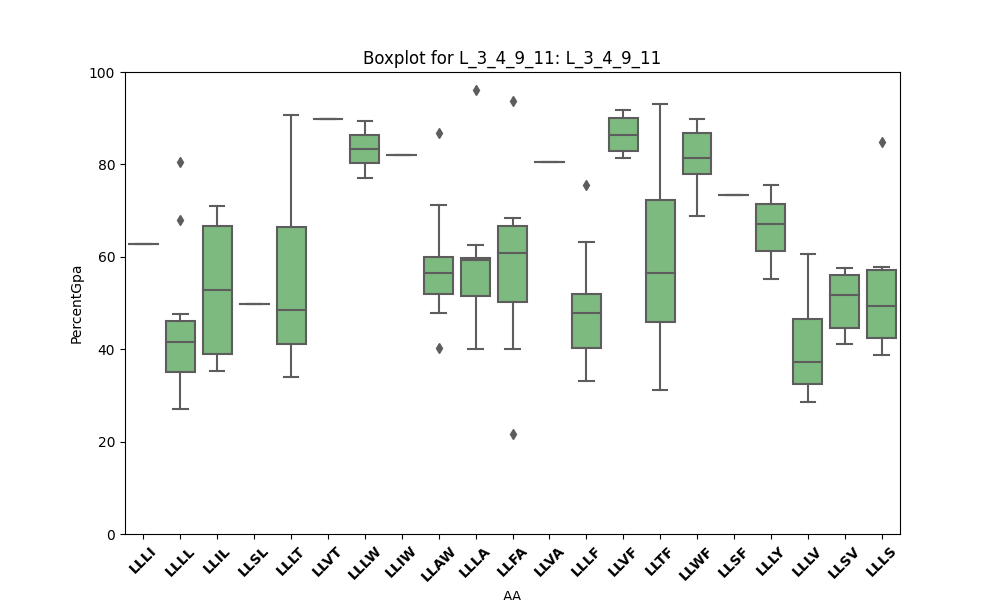 Boxplot for L_3_4_9_11: L_3_4_9_11
PercentGpa
100
80
60
40
20
0
LLLI LLLL LLIL LLSL LLLT LLVT LLLW LLIW LLAW LLLA LLFA LLVA LLLF LLVF LLTF LLWF LLSF LLLY LLLV LLSV LLLS
AA